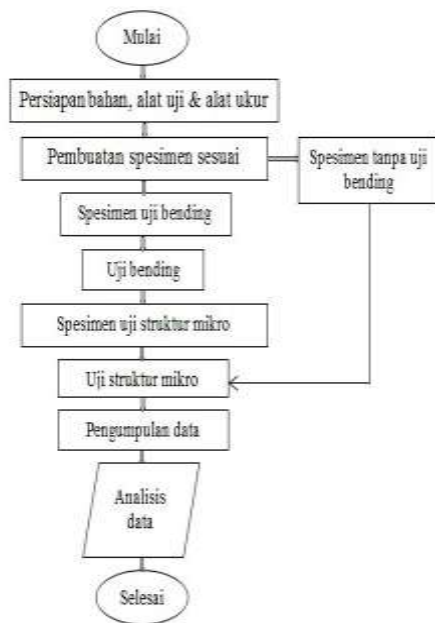 Mulai
Persiapan bahan, alat uji & alat ukur
Pembuatan spesimen sesuai
Spesimen tanpa uji
bending
Spesimen uji bending
Uji bending
Spesimen uji struktur mikro
Uji struktur mikro
Pengumpulan data
Analisis
data
Selesai